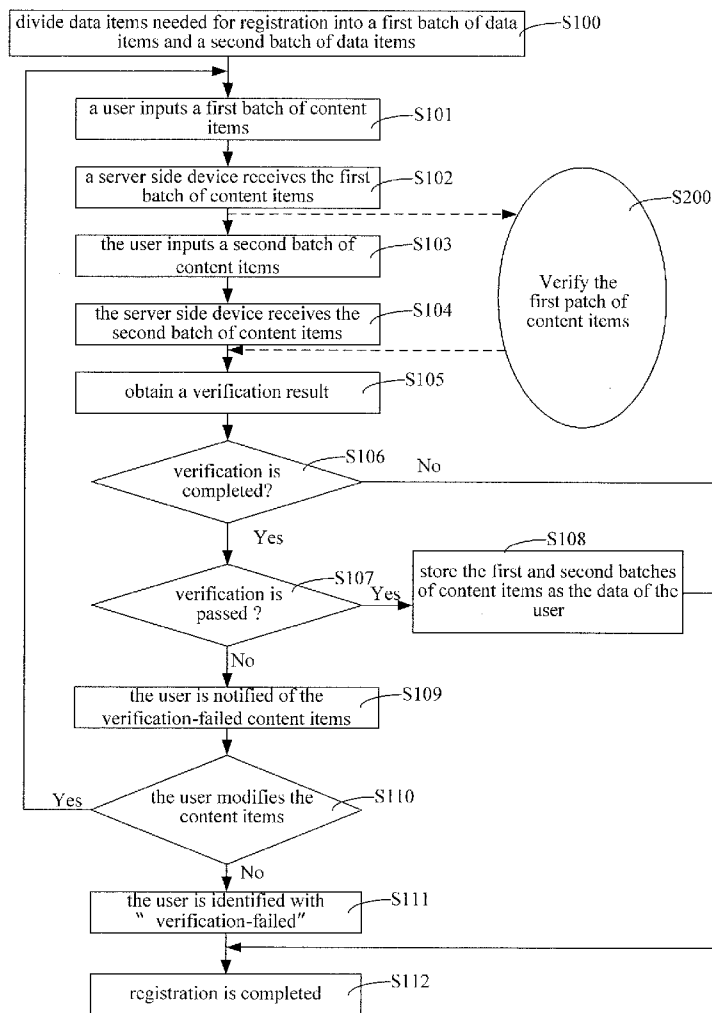 divide data items needed for registration into a first batch of data
items and a second batch of data items
S100
a user inputs a first batch of content
items
S101
a server side device receives the first
batch of content items
S102
S200
the user inputs a second batch of
content items
S103
Verify the
first patch of
content items
the server side device receives the
second batch of content items
S104
obtain a verification result
S105
verification is
completed?
S106
No
Yes
S108
verification is
passed ?
S107
Yes
store the first and second batches
of content items as the data of the
user
No
the user is notified of the
verification-failed content items
S109
Yes
the user modifies the
content items
S110
No
the user is identified with
“ verification-failed”
S111
registration is completed
S112